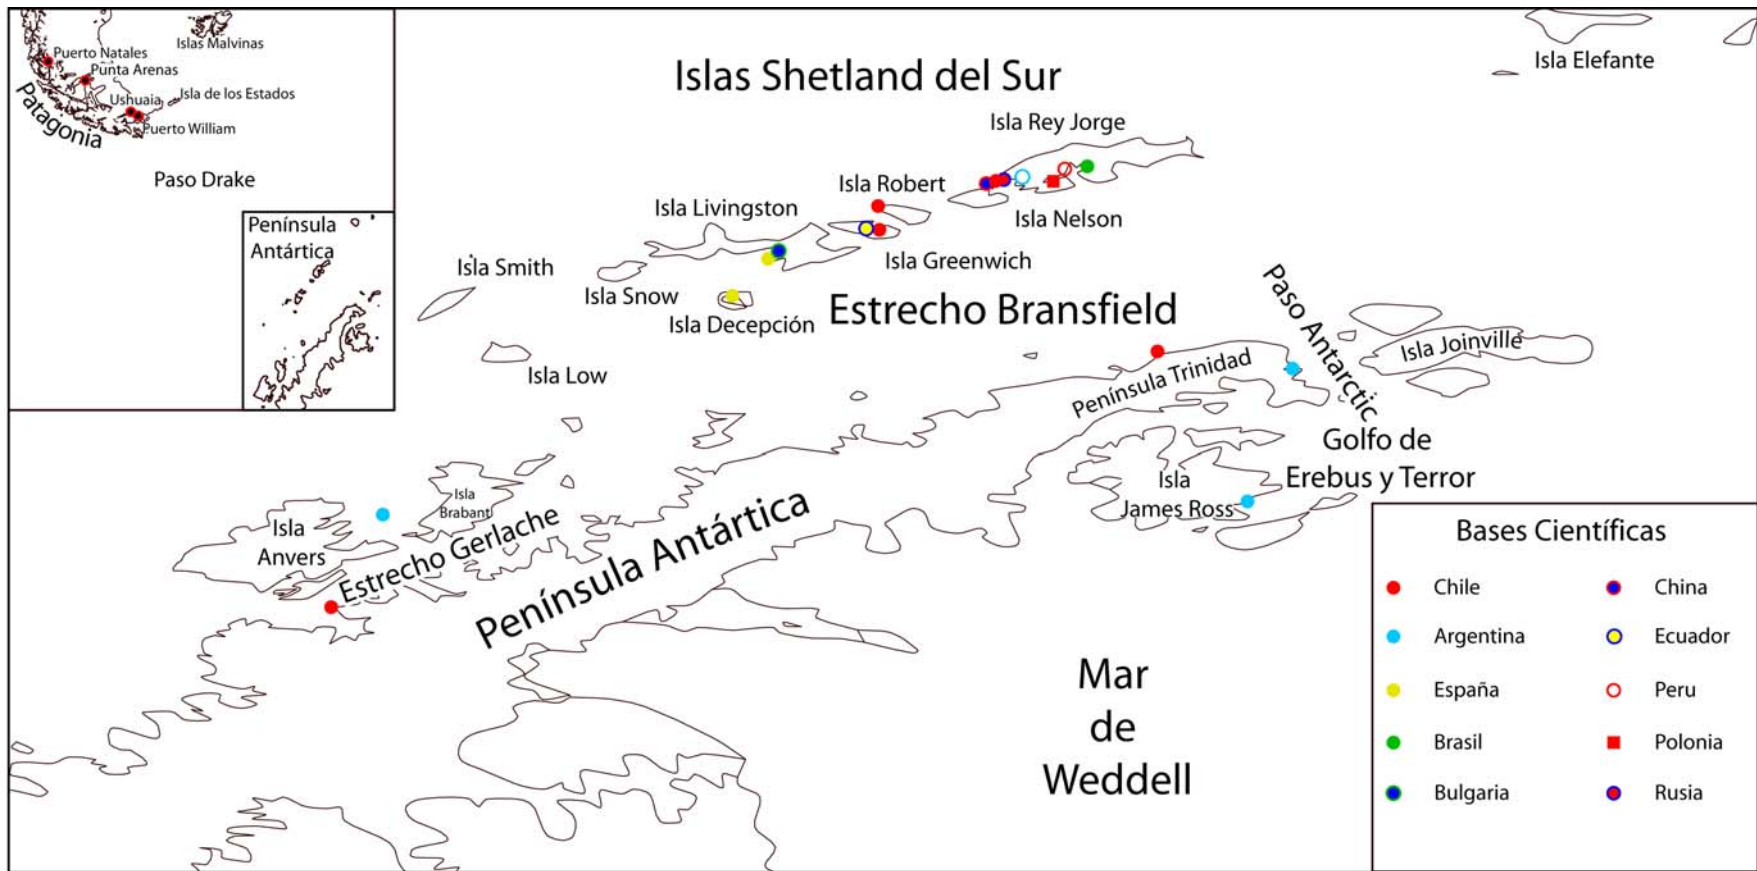 Islas Malvinas
Puerto Natales
Punta Arenas
Ushuaia
Isla de los Estados
Puerto William
Patagonia
Paso Drake
Península
Antártica
Islas Shetland del Sur
Isla Elefante
Isla Rey Jorge
Isla Robert
Isla Livingston
Isla Nelson
Isla Smith
Isla Greenwich
Isla Snow
Isla Decepción
Estrecho Bransfield
Paso Antarctic
Isla Joinville
Isla Low
Península Trinidad
Golfo de
Erebus y Terror
Isla
James Ross
Isla
Brabant
Isla
Anvers
Estrecho Gerlache
Península Antártica
Mar
de
Weddell
Bases Científicas
Chile
China
Argentina
Ecuador
España
Peru
Brasil
Polonia
Bulgaria
Rusia